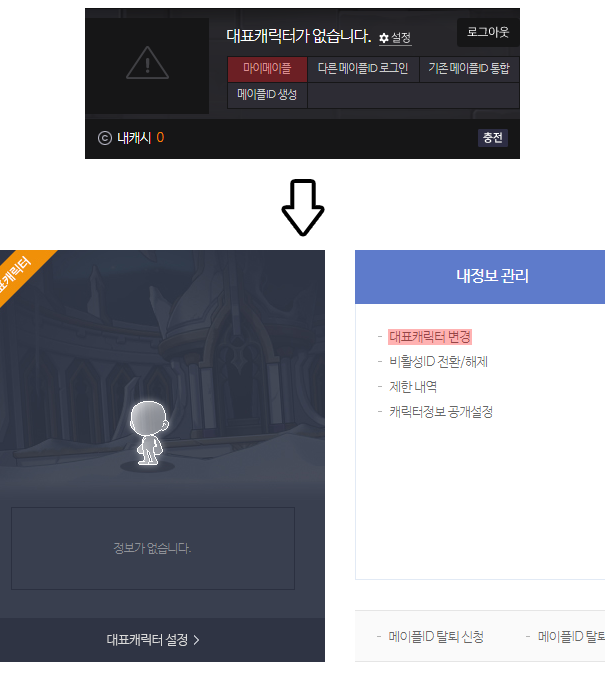 대표캐릭터가 없습니다. 설정
로그아웃
마이메이플 다른 메이플ID 로그인 기존 메이플ID 통합
메이플ID 생성
내캐시 0
충전
표캐릭터
정보가 없습니다.
대표캐릭터 설정
내정보 관리
- 대표캐릭터 변경
- 비활성ID 전환/해제
- 제한 내역
- 캐릭터정보 공개설정
- 메이플ID 탈퇴 신청 - 메이플ID 탈퇴